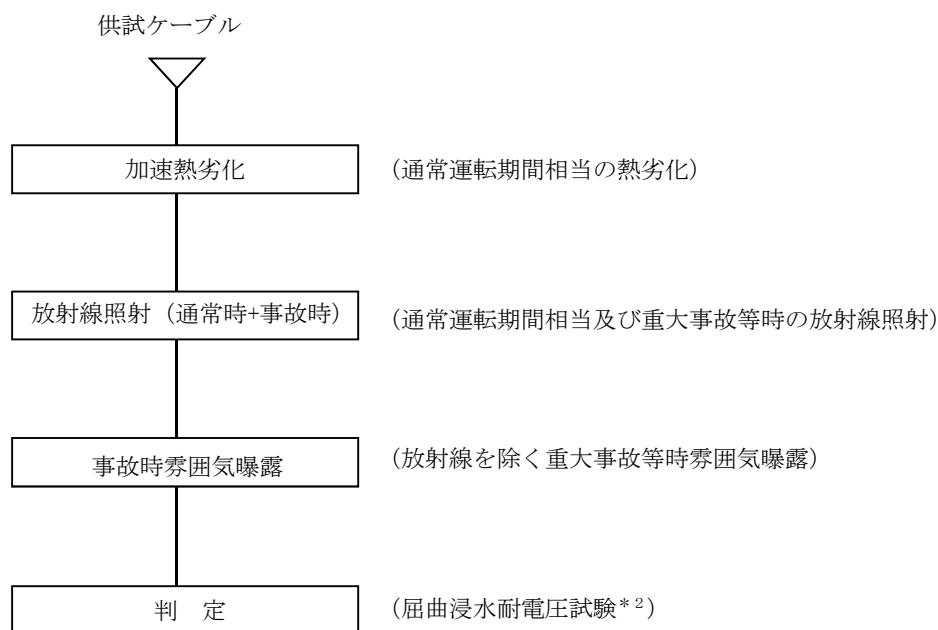 供試ケーブル
加速熱劣化 (通常運転期間相当の熱劣化)
放射線照射（通常時+事故時） (通常運転期間相当及び重大事故等時の放射線照射)
事故時雰囲気曝露 (放射線を除く重大事故等時雰囲気曝露)
判　定 (屈曲浸水耐電圧試験＊２)